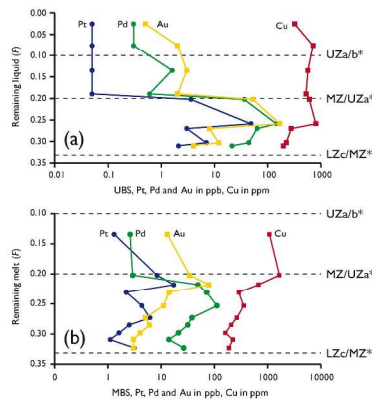 0.00
Pt
Pd
Au
Cu
0.05
0.10
UZa/b*
0.15
0.20
MZ/UZa*
0.25
(a)
0.30
0.35
LZc/MZ*
Remaining liquid (F)
0.01 0.1 1 10 100 1000
UBS, Pt, Pd and Au in ppb, Cu in ppm
0.10
UZa/b*
Pt
Pd
Au
Cu
0.15
0.20
MZ/UZa*
0.25
0.30
(b)
0.35
LZc/MZ*
Remaining melt (F)
0 1 10 100 1000 10000
MBS, Pt, Pd and Au in ppb, Cu in ppm